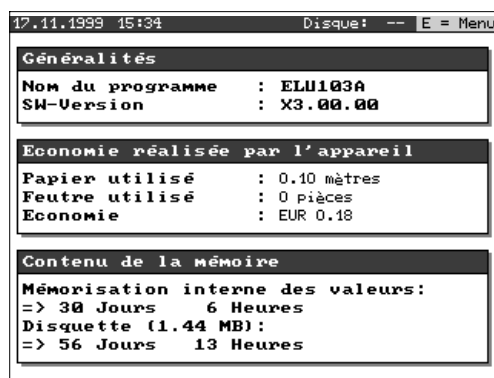 17.11.1999 15:34 Disque: -- E = Menu
Généralités
Nom du programme : ELU103A
SW-Version : X3.00.00
Economie réalisée par l'appareil
Papier utilisé : 0.10 mètres
Feutre utilisé : 0 pièces
Economie : EUR 0.18
Contenu de la mémoire
Mémorisation interne des valeurs:
=> 30 Jours 6 Heures
Disquette (1.44 MB):
=> 56 Jours 13 Heures